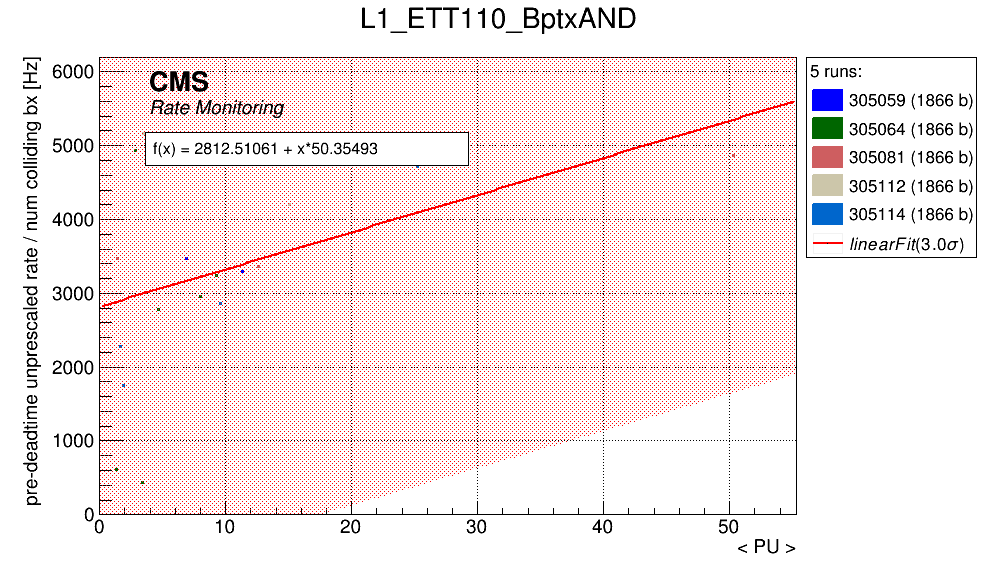 L1_ETT110_BptxAND
pre-deadtime unprescaled rate / num colliding bx [Hz]
6000
5000
4000
3000
2000
1000
0
CMS
Rate Monitoring
f(x) = 2812.51061 + x*50.35493
0 10 20 30 40 50
< PU >
5 runs:
305059 (1866 b)
305064 (1866 b)
305081 (1866 b)
305112 (1866 b)
305114 (1866 b)
linearFit(3.0σ)